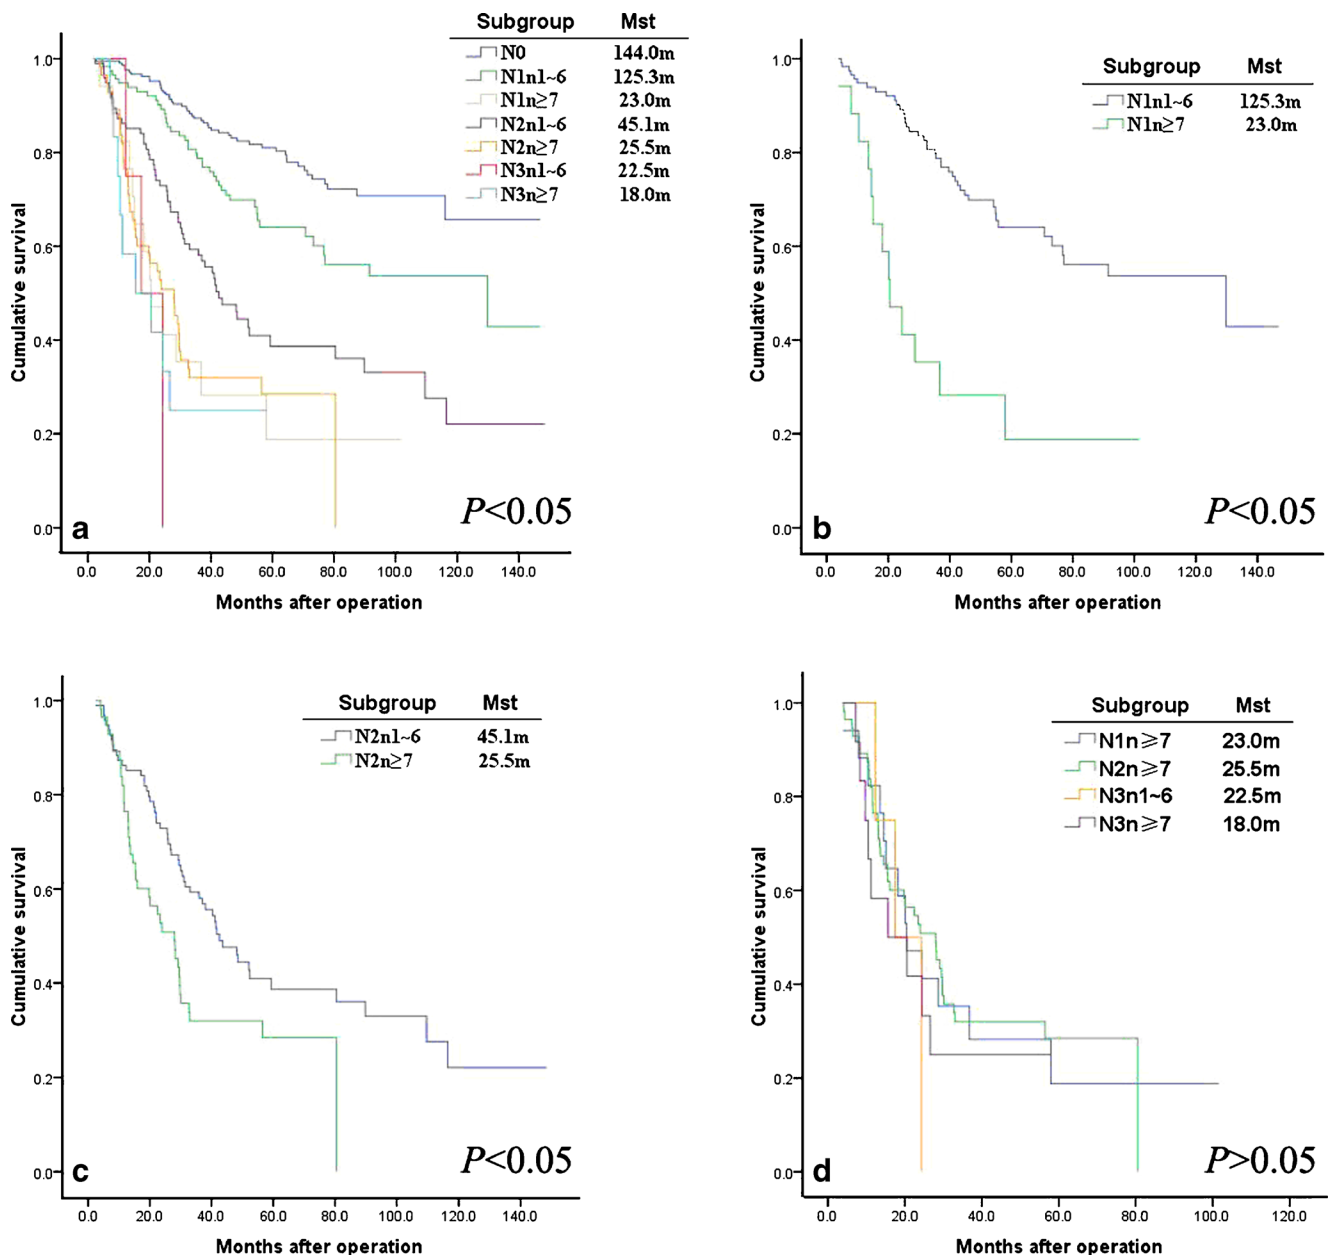 Subgroup Mst
N0 144.0m
N1n1~6 125.3m
N1n≥7 23.0m
N2n1~6 45.1m
N2n≥7 25.5m
N3n1~6 22.5m
N3n≥7 18.0m
1.0
0.8
0.6
0.4
0.2
0.0
Cumulative survival
a
P<0.05
0.0 20.0 40.0 60.0 80.0 100.0 120.0 140.0
Months after operation
Subgroup Mst
N1n1~6 125.3m
N1n≥7 23.0m
1.0
0.8
0.6
0.4
0.2
0.0
Cumulative survival
b
P<0.05
0.0 20.0 40.0 60.0 80.0 100.0 120.0 140.0
Months after operation
Subgroup Mst
N2n1~6 45.1m
N2n≥7 25.5m
1.0
0.8
0.6
0.4
0.2
0.0
Cumulative survival
c
P<0.05
0.0 20.0 40.0 60.0 80.0 100.0 120.0 140.0
Months after operation
Subgroup Mst
N1n≥7 23.0m
N2n≥7 25.5m
N3n1~6 22.5m
N3n≥7 18.0m
1.0
0.8
0.6
0.4
0.2
0.0
Cumulative survival
d
P>0.05
0.0 20.0 40.0 60.0 80.0 100.0 120.0
Months after operation